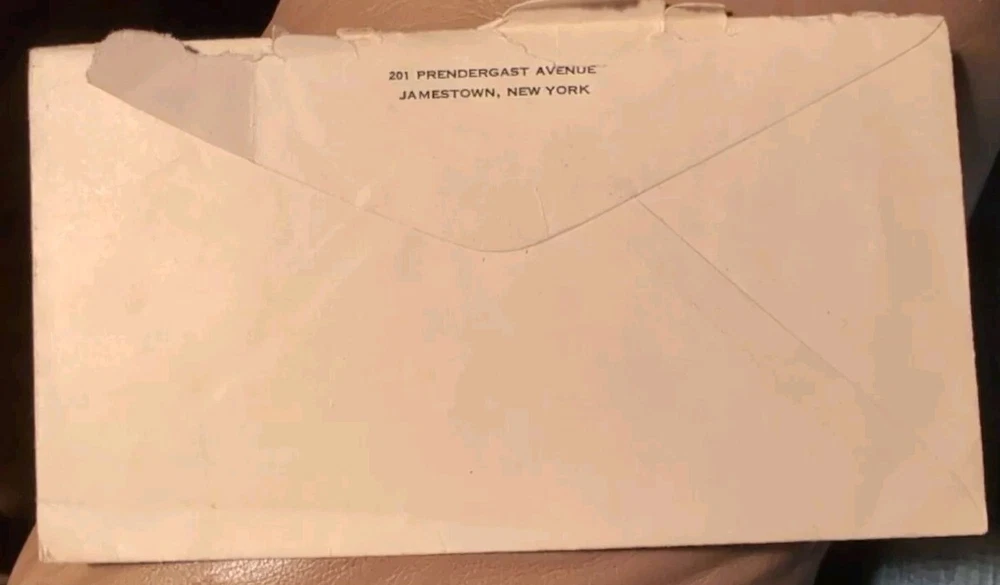 201 PRENDERGAST AVENUE
JAMESTOWN, NEW YORK